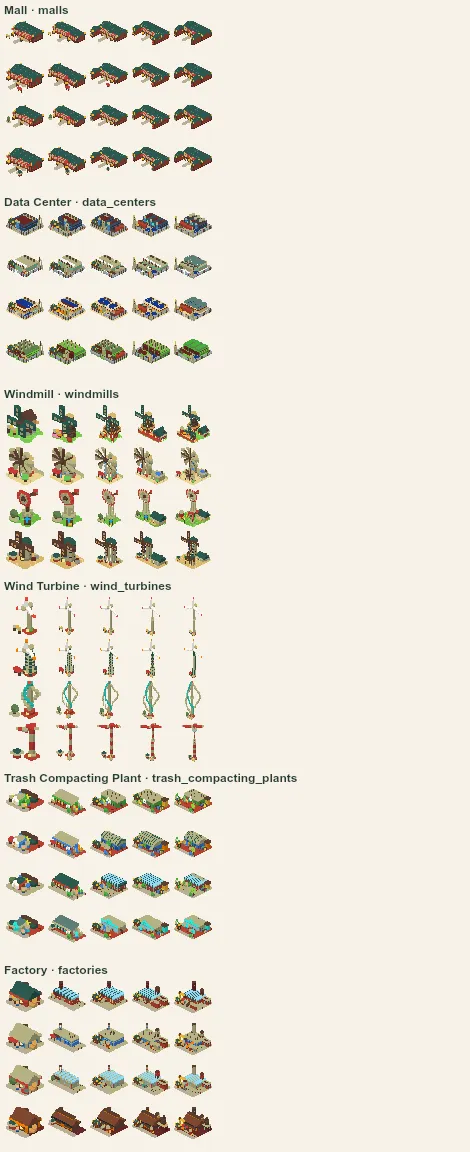 Mall · malls
Data Center · data_centers
Windmill · windmills
Wind Turbine · wind_turbines
Trash Compacting Plant · trash_compacting_plants
Factory · factories